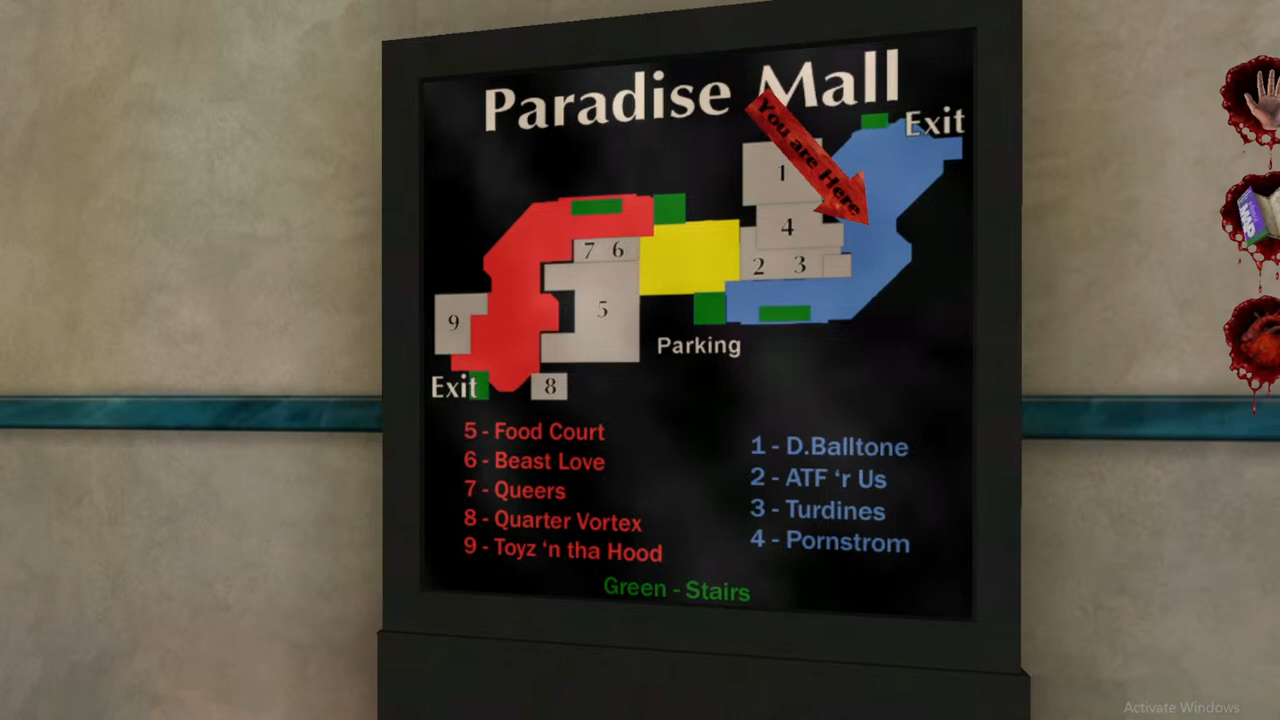 Paradise Mall
You are Here
Exit
1
4
7 6
2 3
9
5
Parking
Exit
8
5 - Food Court
6 - Beast Love
7 - Queers
8 - Quarter Vortex
9 - Toyz 'n tha Hood
1 - D.Balltone
2 - ATF 'r Us
3 - Turdines
4 - Pornstrom
Green - Stairs
Activate Windows